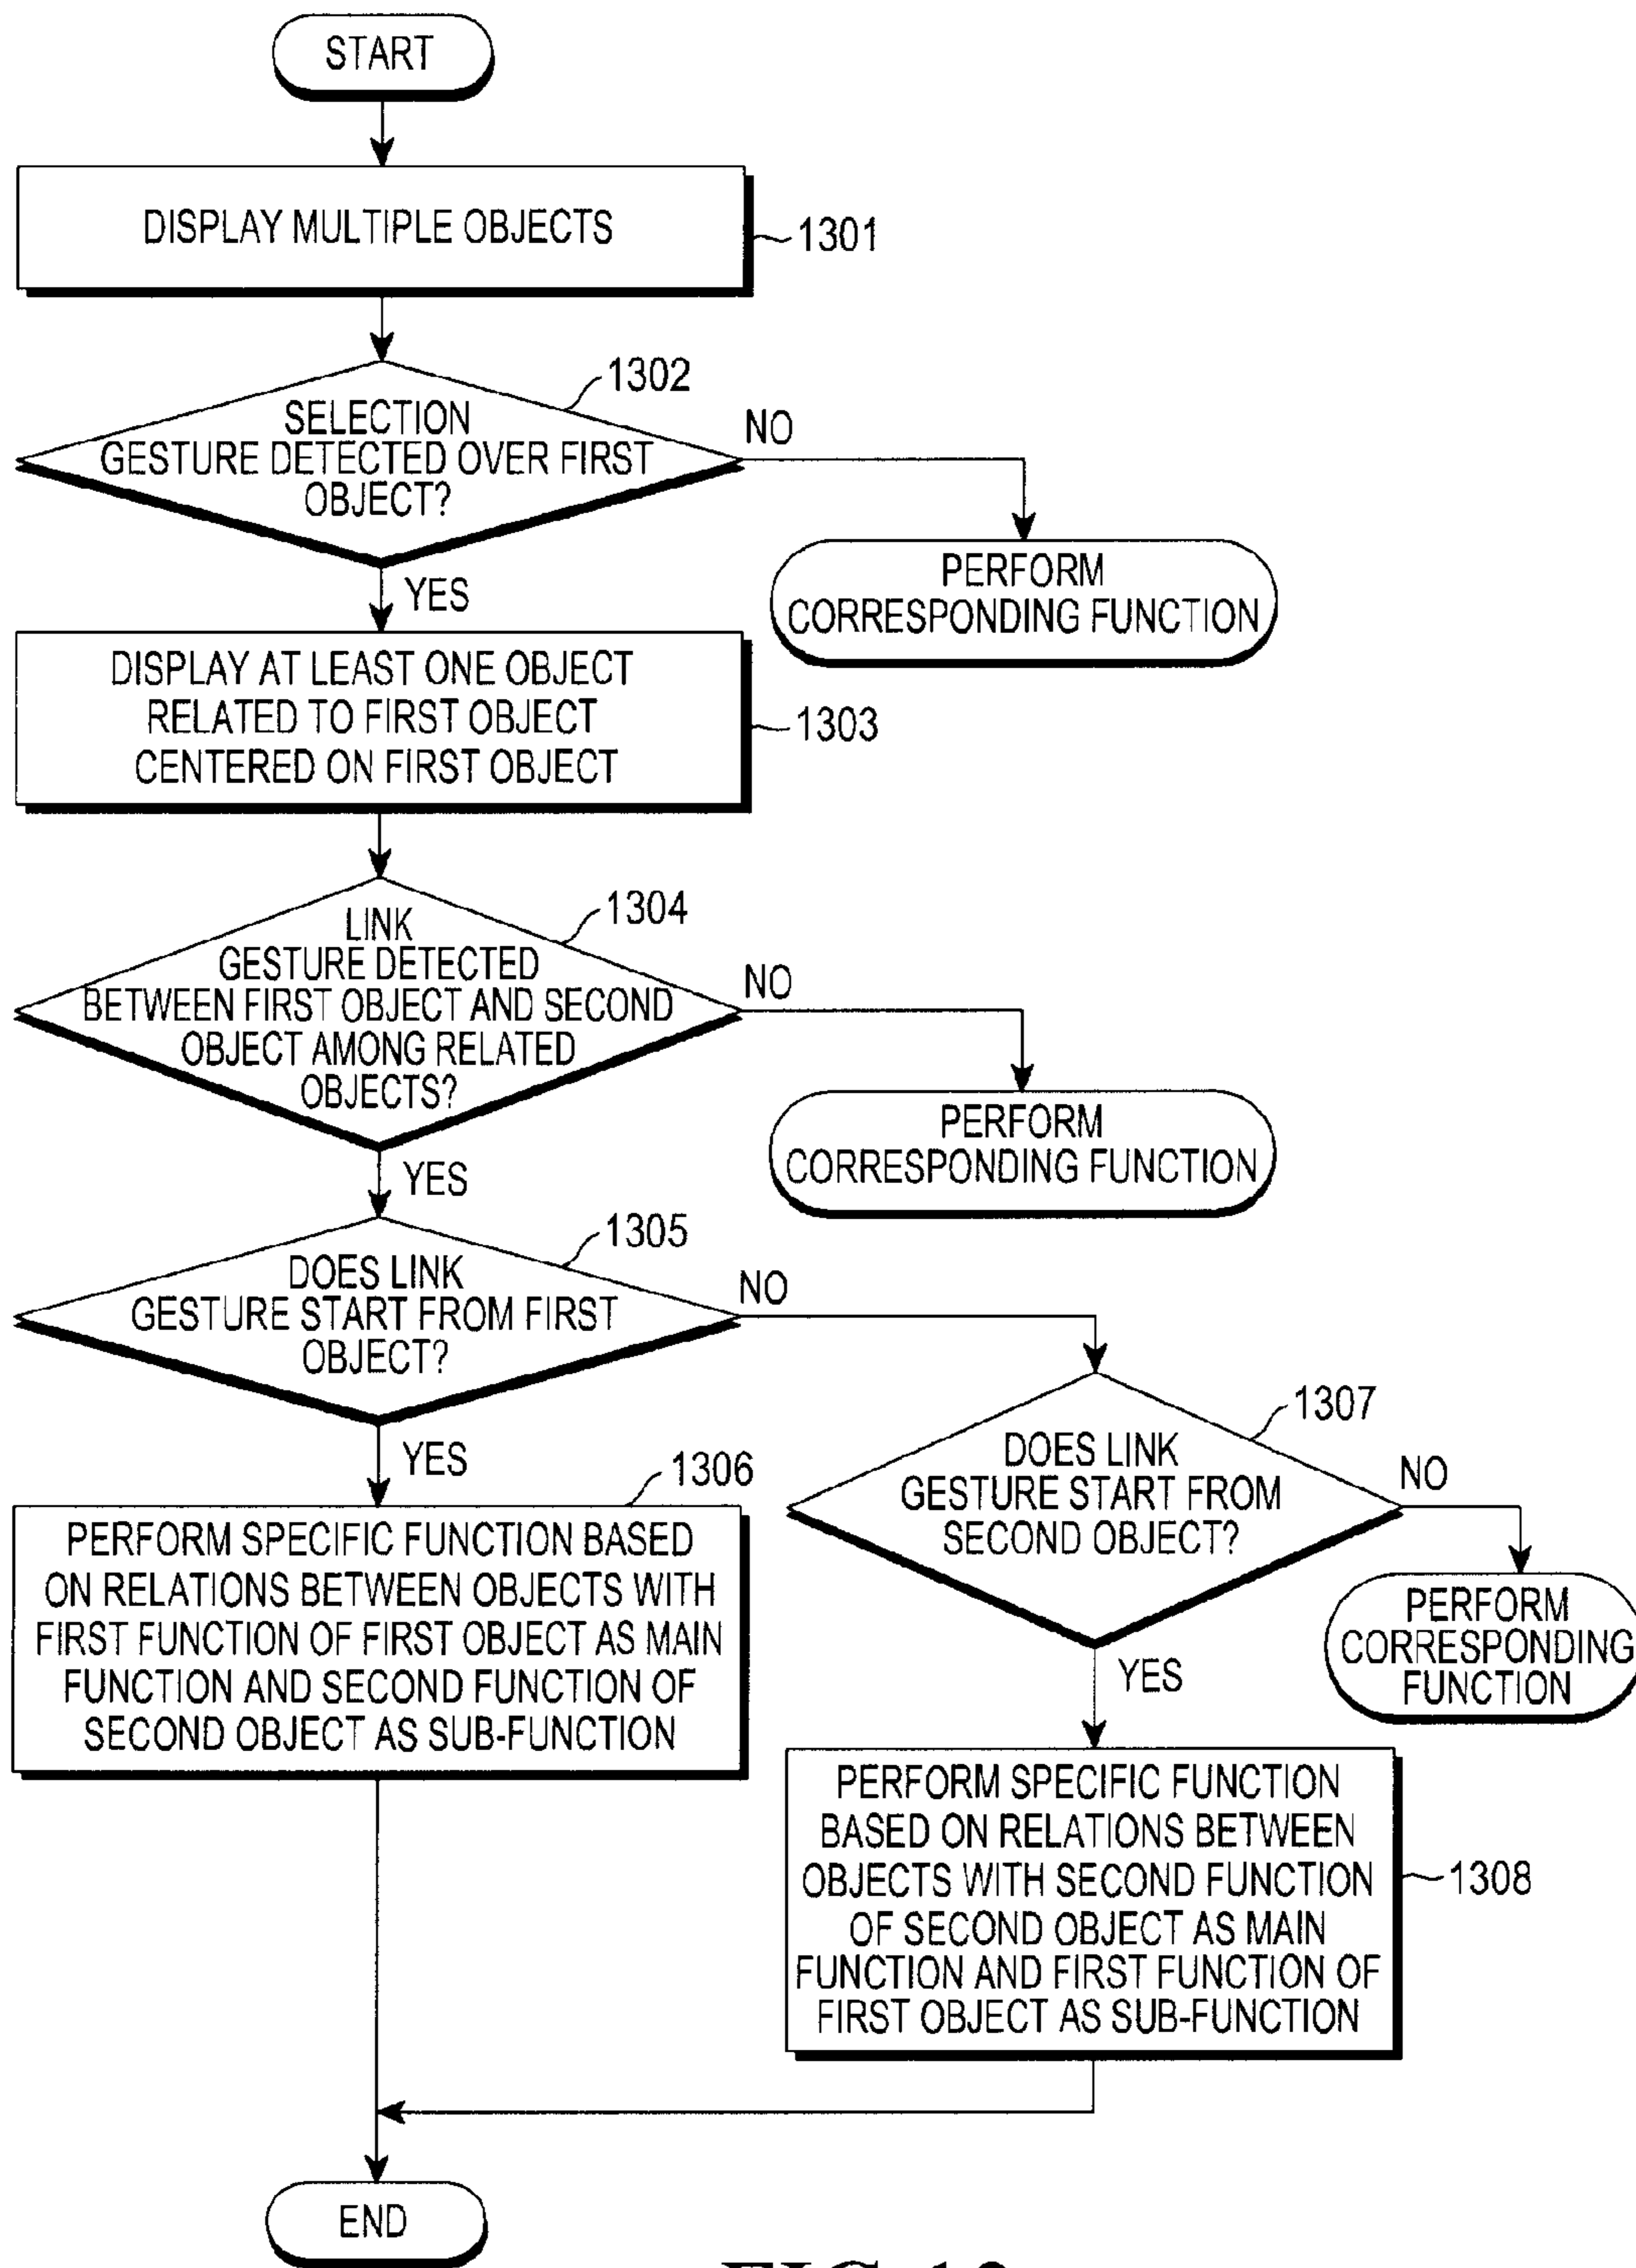 START
DISPLAY MULTIPLE OBJECTS
1301
1302
SELECTION
GESTURE DETECTED OVER FIRST
OBJECT?
NO
PERFORM
CORRESPONDING FUNCTION
YES
DISPLAY AT LEAST ONE OBJECT
RELATED TO FIRST OBJECT
CENTERED ON FIRST OBJECT
1303
1304
LINK
GESTURE DETECTED
BETWEEN FIRST OBJECT AND SECOND
OBJECT AMONG RELATED
OBJECTS?
NO
PERFORM
CORRESPONDING FUNCTION
YES
1305
DOES LINK
GESTURE START FROM FIRST
OBJECT?
NO
YES
1306
PERFORM SPECIFIC FUNCTION BASED
ON RELATIONS BETWEEN OBJECTS WITH
FIRST FUNCTION OF FIRST OBJECT AS MAIN
FUNCTION AND SECOND FUNCTION OF
SECOND OBJECT AS SUB-FUNCTION
1307
DOES LINK
GESTURE START FROM
SECOND OBJECT?
NO
PERFORM
CORRESPONDING
FUNCTION
YES
PERFORM SPECIFIC FUNCTION
BASED ON RELATIONS BETWEEN
OBJECTS WITH SECOND FUNCTION
OF SECOND OBJECT AS MAIN
FUNCTION AND FIRST FUNCTION OF
FIRST OBJECT AS SUB-FUNCTION
1308
END